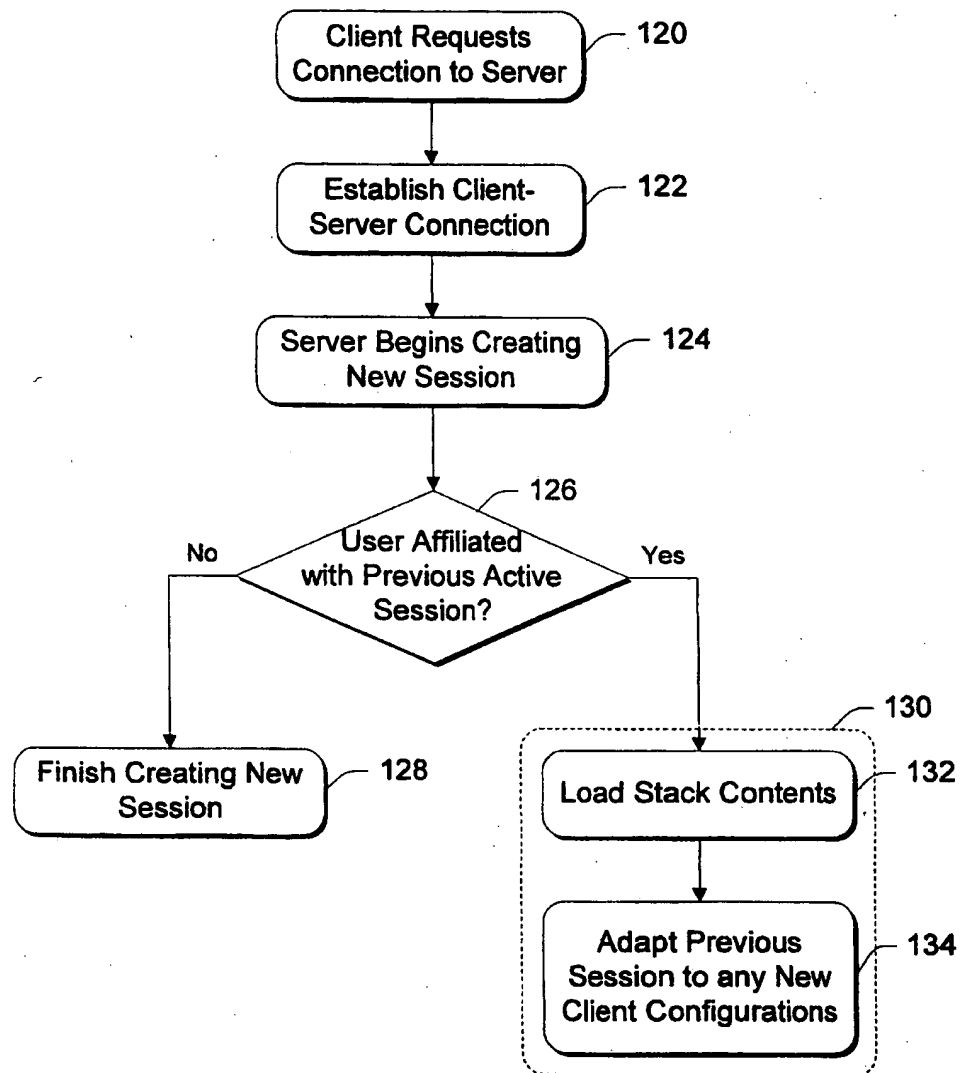 Client Requests
Connection to Server
120
Establish Client-
Server Connection
122
Server Begins Creating
New Session
124
126
User Affiliated
with Previous Active
Session?
No
Yes
130
Finish Creating New
Session
128
Load Stack Contents
132
Adapt Previous
Session to any New
Client Configurations
134